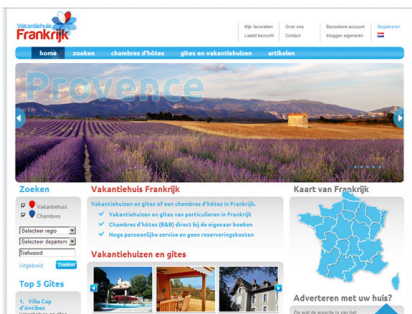 Vakantiehuis
Frankrijk
Mijn favorieten
Laatst bezocht
Over ons
Contact
Bezoekers account
Inloggen eigenaren
Registreren
home zoeken chambres d'hôtes gîtes en vakantiehuizen artikelen
Provence
Zoeken
Vakantiehuis
Chambres
(Selecteer regio)
(Selecteer departem
Trefwoord
Uitgebreid
Zoeken
Top 5 Gîtes
1. Villa Cap
d'Antibes
Vakantiehuis Frankrijk
Vakantiehuizen en gîtes of een chambres d'hôtes in Frankrijk.
Vakantiehuizen en gîtes van particulieren in Frankrijk
Chambres d'hôtes (B&B) direct bij de eigenaar boeken
Hoge persoonlijke service en geen reserveringskosten
Vakantiehuizen en gîtes
Kaart van Frankrijk
Adverteren met uw huis?